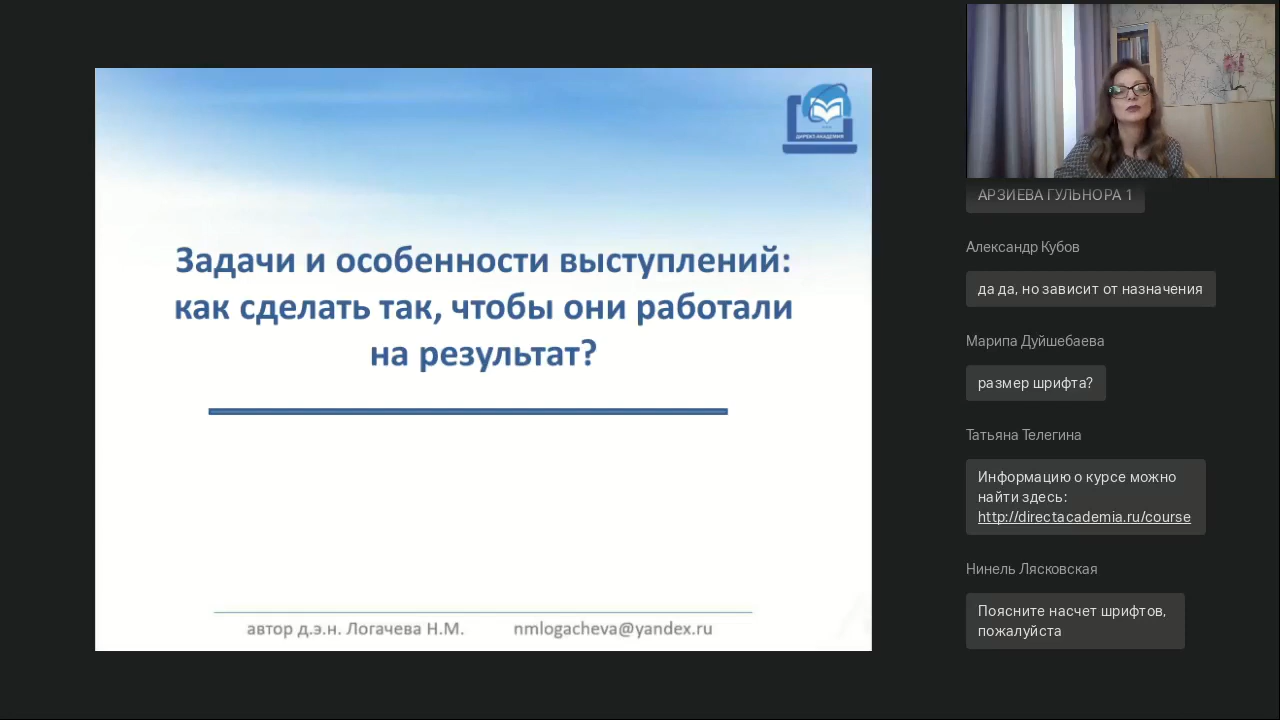 ДИРЕКТ-АКАДЕМИЯ
Задачи и особенности выступлений:
как сделать так, чтобы они работали
на результат?
автор д.э.н. Логачева Н.М. nmlogacheva@yandex.ru
АРЗИЕВА ГУЛЬНОРА 1
Александр Кубов
да да, но зависит от назначения
Марипа Дуйшебаева
размер шрифта?
Татьяна Телегина
Информацию о курсе можно
найти здесь:
http://directacademia.ru/course
Нинель Лясковская
Поясните насчет шрифтов,
пожалуйста